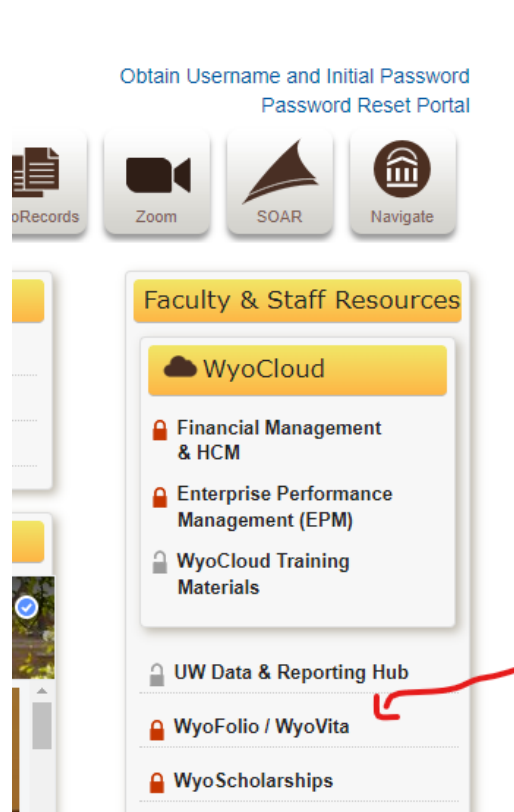 Obtain Username and Initial Password
Password Reset Portal
oRecords
Zoom
SOAR
Navigate
Faculty & Staff Resources
WyoCloud
Financial Management
& HCM
Enterprise Performance
Management (EPM)
WyoCloud Training
Materials
UW Data & Reporting Hub
WyoFolio / WyoVita
WyoScholarships